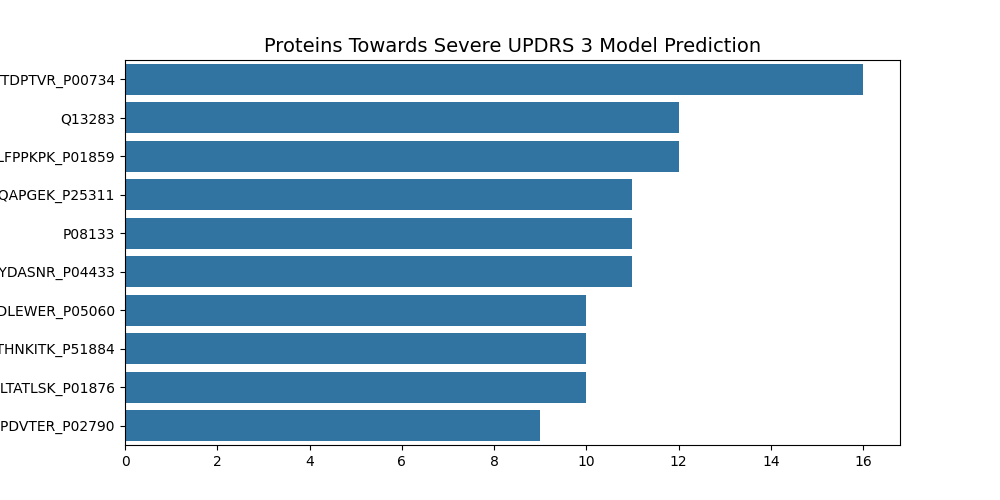 Proteins Towards Severe UPDRS 3 Model Prediction
TDPTVR_P00734
Q13283
LFPPKPK_P01859
QAPGEK_P25311
P08133
YDASNR_P04433
DLEWER_P05060
THNKITK_P51884
LTATLSK_P01876
PDVTER_P02790
0 2 4 6 8 10 12 14 16